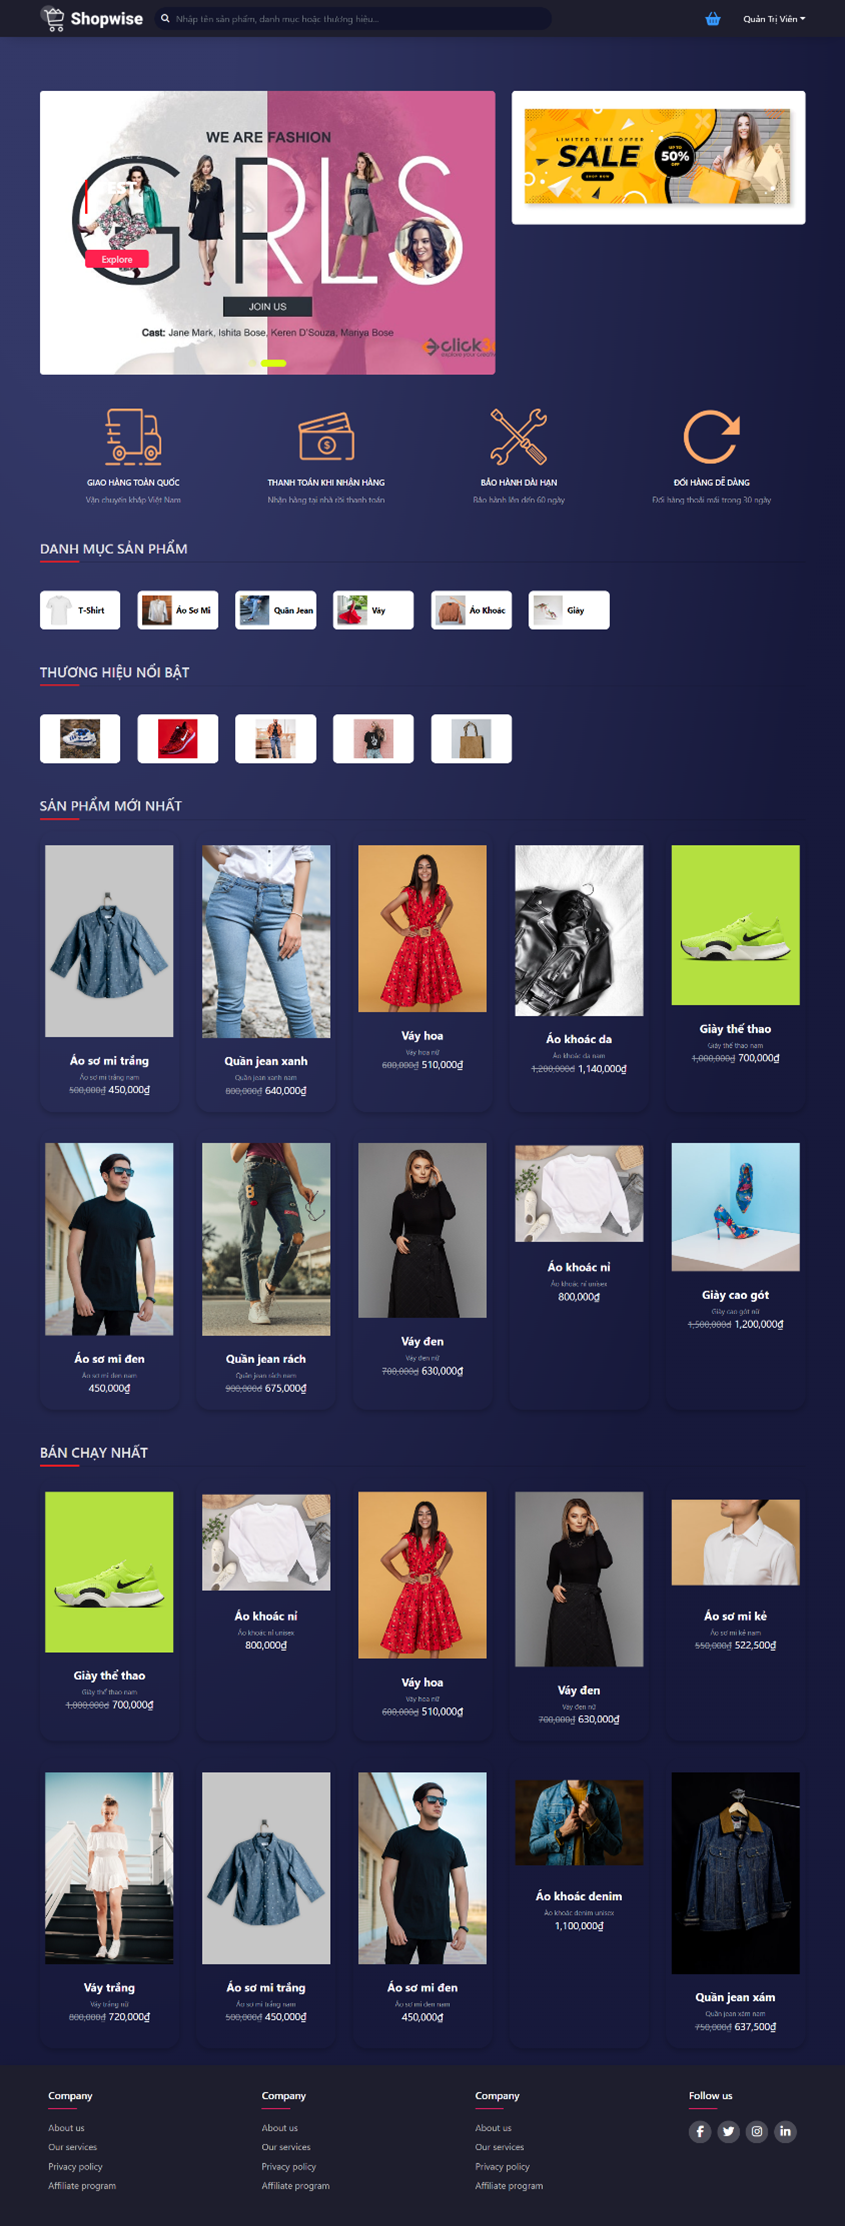 Shopwise
Nhập tên sản phẩm, danh mục hoặc thương hiệu...
Quản Trị Viên
WE ARE FASHION
GIRLS
EST
Explore
JOIN US
Cast: Jane Mark, Ishita Bose, Keren D'Souza, Manya Bose
click3
LIMITED TIME OFFER
SALE
UP TO
50%
SHOP NOW
GIAO HÀNG TOÀN QUỐC
THANH TOÁN KHI NHẬN HÀNG
BẢO HÀNH DÀI HẠN
ĐỔI HÀNG DỄ DÀNG
Vận chuyển khắp Việt Nam
Nhận hàng tại nhà rồi thanh toán
Bảo hành lên đến 60 ngày
Đổi hàng thoải mái trong 30 ngày
DANH MỤC SẢN PHẨM
T-Shirt
Áo Sơ Mi
Quần Jean
Váy
Áo Khoác
Giày
THƯƠNG HIỆU NỔI BẬT
SẢN PHẨM MỚI NHẤT
Áo sơ mi trắng
Áo sơ mi trắng nam
500,000₫ 450,000₫
Quần jean xanh
Quần jean xanh nam
800,000₫ 640,000₫
Váy hoa
Váy hoa nữ
600,000₫ 510,000₫
Áo khoác da
Áo khoác da nam
1,200,000₫ 1,140,000₫
Giày thể thao
Giày thể thao nam
1,000,000₫ 700,000₫
Áo sơ mi đen
Áo sơ mi đen nam
450,000₫
Quần jean rách
Quần jean rách nam
900,000₫ 675,000₫
Váy đen
Váy đen nữ
700,000₫ 630,000₫
Áo khoác nỉ
Áo khoác nỉ unisex
800,000₫
Giày cao gót
Giày cao gót nữ
1,500,000₫ 1,200,000₫
BÁN CHẠY NHẤT
Giày thể thao
Giày thể thao nam
1,000,000₫ 700,000₫
Áo khoác nỉ
Áo khoác nỉ unisex
800,000₫
Váy hoa
Váy hoa nữ
600,000₫ 510,000₫
Váy đen
Váy đen nữ
700,000₫ 630,000₫
Áo sơ mi kẻ
Áo sơ mi kẻ nam
550,000₫ 522,500₫
Váy trắng
Váy trắng nữ
800,000₫ 720,000₫
Áo sơ mi trắng
Áo sơ mi trắng nam
500,000₫ 450,000₫
Áo sơ mi đen
Áo sơ mi đen nam
450,000₫
Áo khoác denim
Áo khoác denim unisex
1,100,000₫
Quần jean xám
Quần jean xám nam
750,000₫ 637,500₫
Company
About us
Our services
Privacy policy
Affiliate program
Company
About us
Our services
Privacy policy
Affiliate program
Company
About us
Our services
Privacy policy
Affiliate program
Follow us